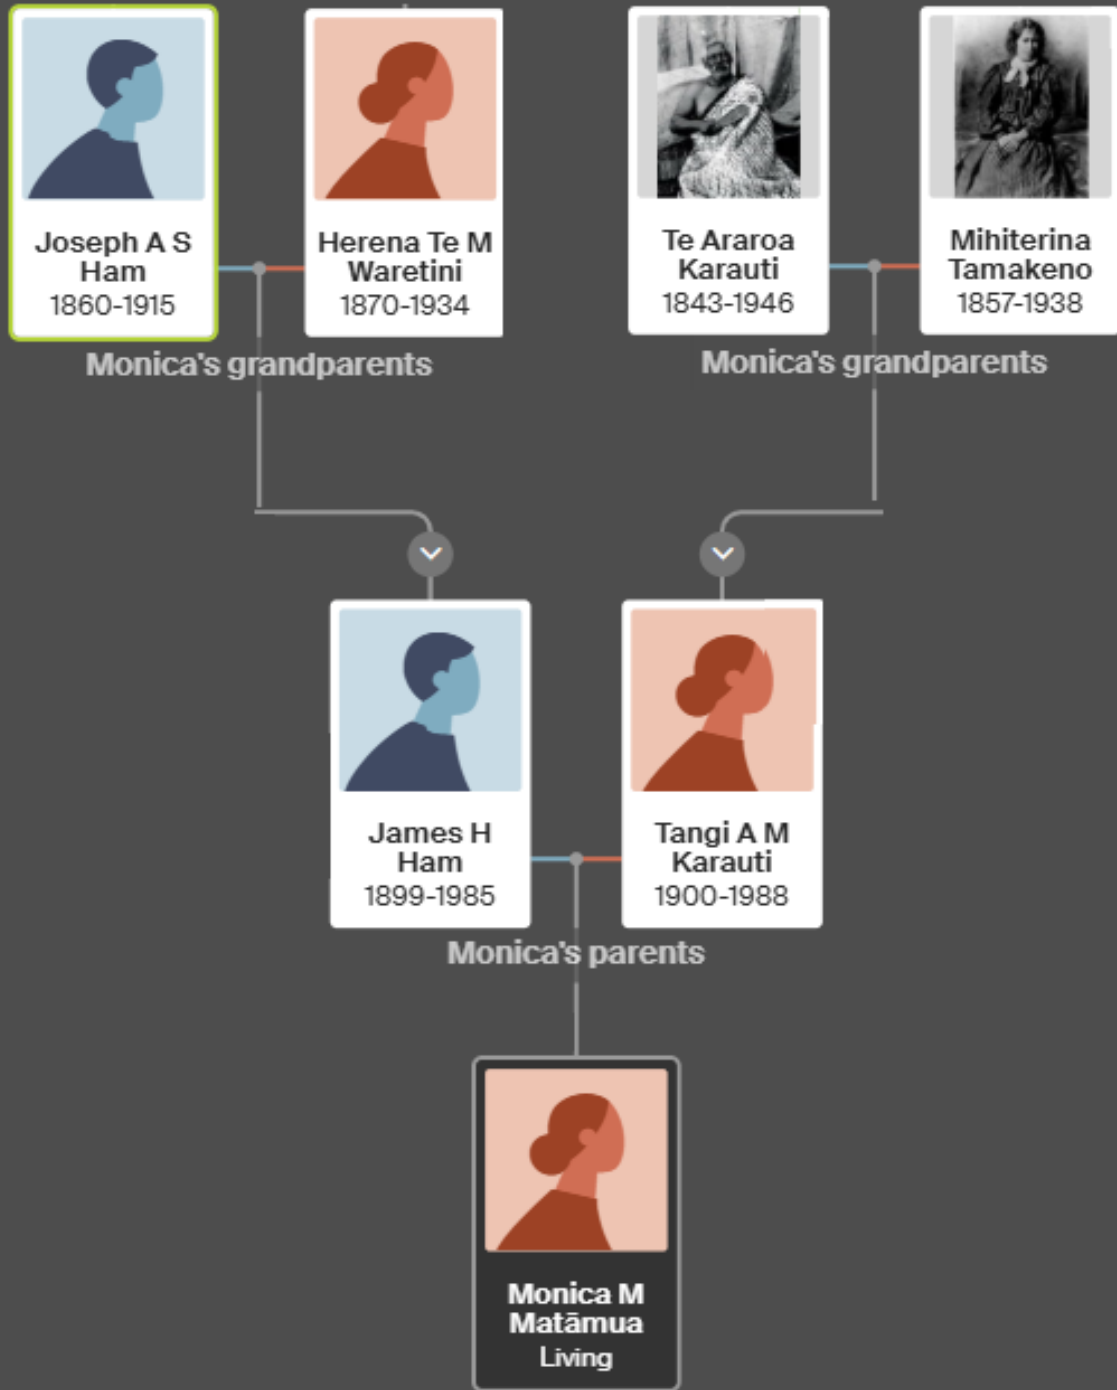 Joseph A S
Ham
1860-1915
Herena Te M
Waretini
1870-1934
Monica's grandparents
Te Araroa
Karauti
1843-1946
Mihiterina
Tamakeno
1857-1938
Monica's grandparents
James H
Ham
1899-1985
Tangi A M
Karauti
1900-1988
Monica's parents
Monica M
Matāmua
Living